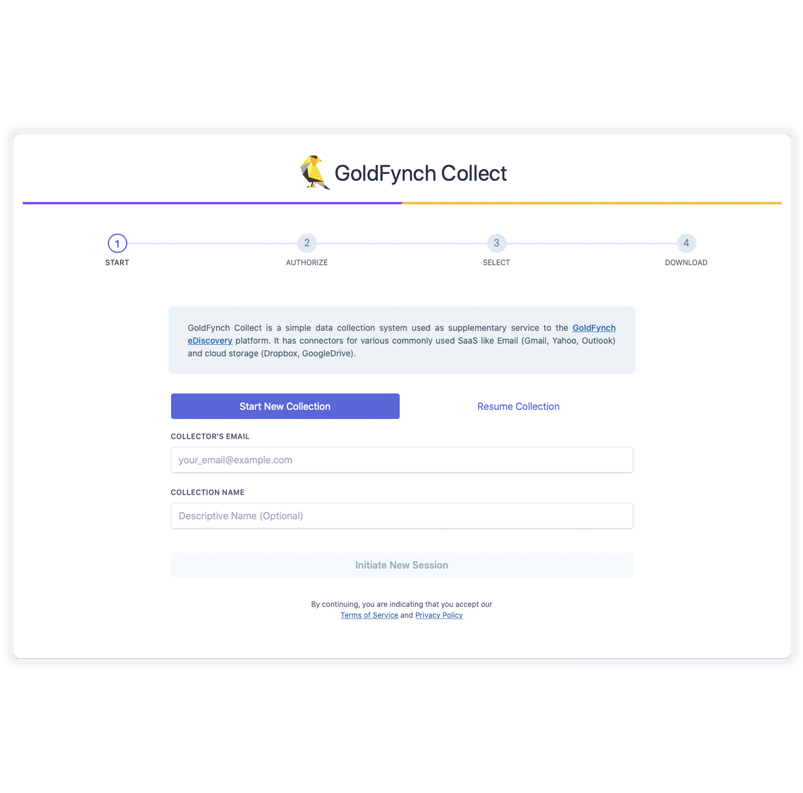 GoldFynch Collect
1
2
3
4
START
AUTHORIZE
SELECT
DOWNLOAD
GoldFynch Collect is a simple data collection system used as supplementary service to the GoldFynch
eDiscovery platform. It has connectors for various commonly used SaaS like Email (Gmail, Yahoo, Outlook)
and cloud storage (Dropbox, GoogleDrive).
Start New Collection
Resume Collection
COLLECTOR'S EMAIL
your_email@example.com
COLLECTION NAME
Descriptive Name (Optional)
Initiate New Session
By continuing, you are indicating that you accept our
Terms of Service and Privacy Policy